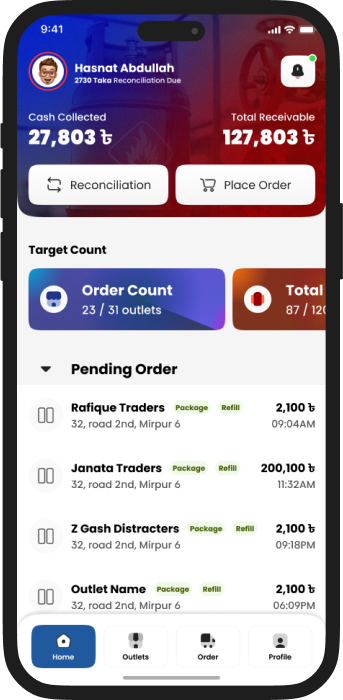 9:41
Hasnat Abdullah
2730 Taka Reconciliation Due
Cash Collected
Total Receivable
27,803 ৳
127,803 ৳
Reconciliation
Place Order
Target Count
Order Count
23 / 31 outlets
Total
87 / 120
Pending Order
Rafique Traders Package Refill 2,100 ৳
32, road 2nd, Mirpur 6 09:04AM
Janata Traders Package Refill 200,100 ৳
32, road 2nd, Mirpur 6 11:32AM
Z Gash Distracters Package Refill 2,100 ৳
32, road 2nd, Mirpur 6 09:18PM
Outlet Name Package Refill 2,100 ৳
32, road 2nd, Mirpur 6 06:09PM
Home
Outlets
Order
Profile